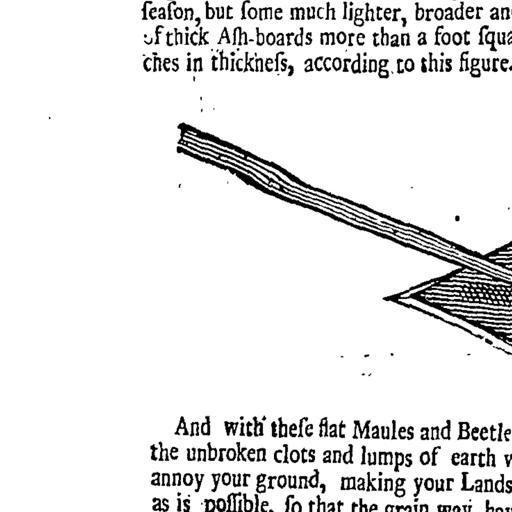 ſeaſon, but ſome much lighter, broader an
of thick Aſh-boards more than a foot ſqua
ches in thickneſs, according to this figure.
And with theſe flat Maules and Beetle
the unbroken clots and lumps of earth w
annoy your ground, making your Lands
as is poſſible, ſo that the grain way